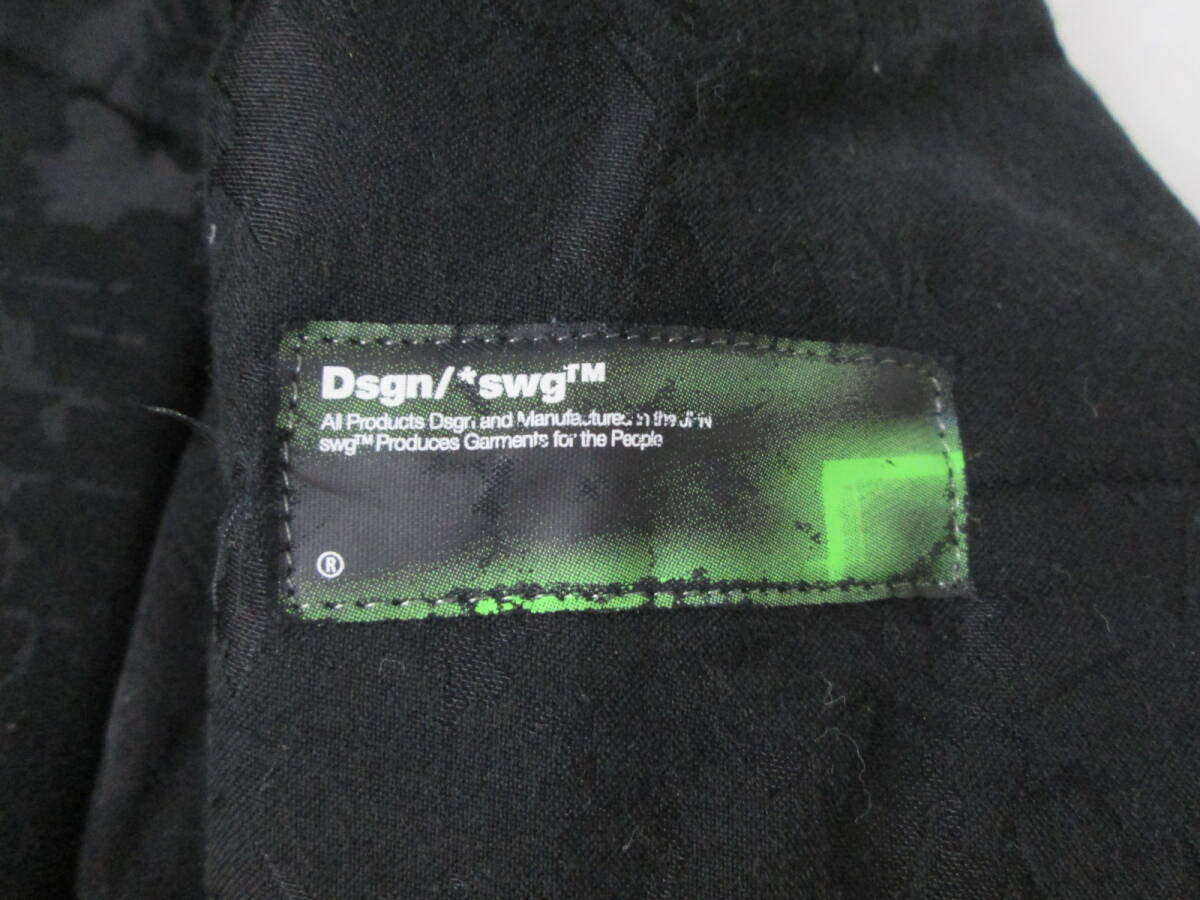 Dsgn/*swg™
All Products Dsgn and Manufactured in the JPN
swg™ Produces Garments for the People
®